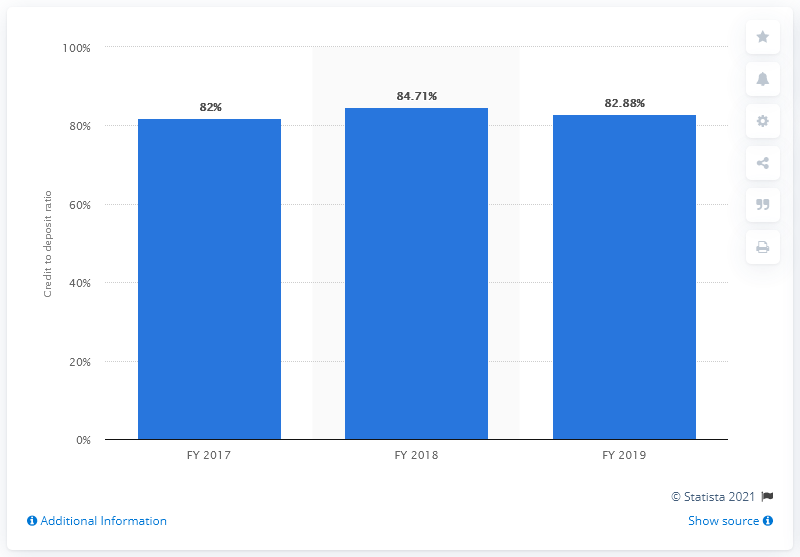 100%
80%
60%
40%
20%
0%
Credit to deposit ratio
82%
84.71%
82.88%
FY 2017
FY 2018
FY 2019
© Statista 2021
Additional Information
Show source